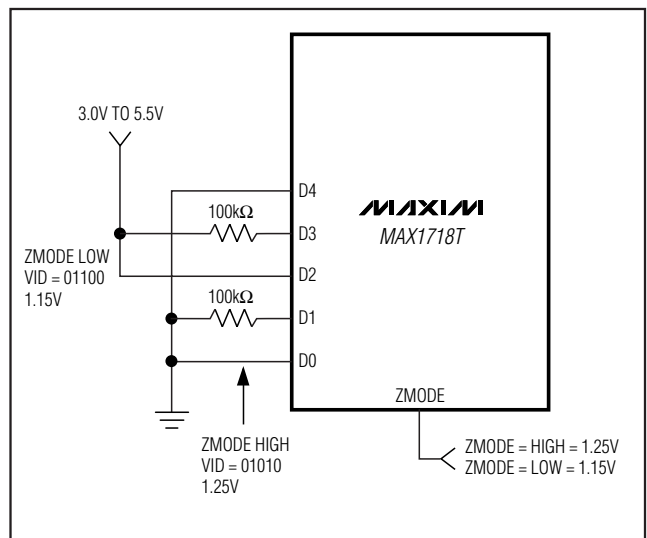 3.0V TO 5.5V
D4
100kΩ
D3
ZMODE LOW
VID = 01100
1.15V
D2
100kΩ
D1
D0
MAXIM
MAX1718T
ZMODE
ZMODE HIGH
VID = 01010
1.25V
ZMODE = HIGH = 1.25V
ZMODE = LOW = 1.15V